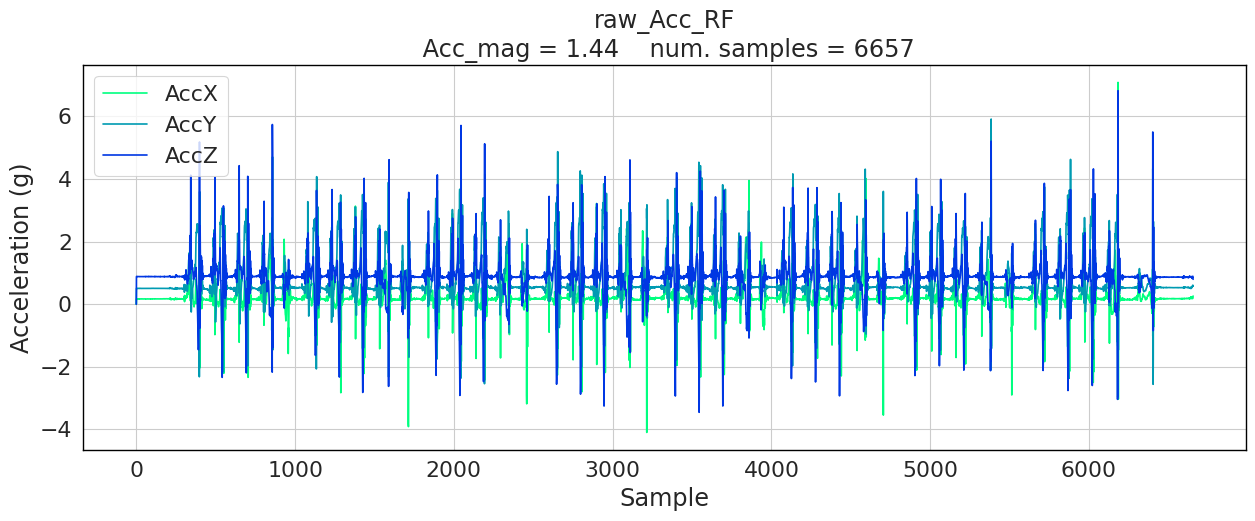 raw_Acc_RF
Acc_mag = 1.44    num. samples = 6657
AccX
AccY
AccZ
Acceleration (g)
6
4
2
0
−2
−4
0
1000
2000
3000
4000
5000
6000
Sample